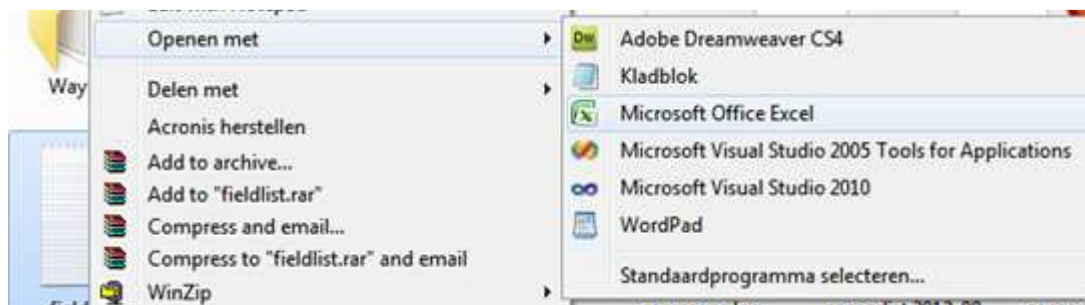 Openen met
Way
Delen met
Acronis herstellen
Add to archive...
Add to "fieldlist.rar"
Compress and email...
Compress to "fieldlist.rar" and email
WinZip
Adobe Dreamweaver CS4
Kladblok
Microsoft Office Excel
Microsoft Visual Studio 2005 Tools for Applications
Microsoft Visual Studio 2010
WordPad
Standaardprogramma selecteren...